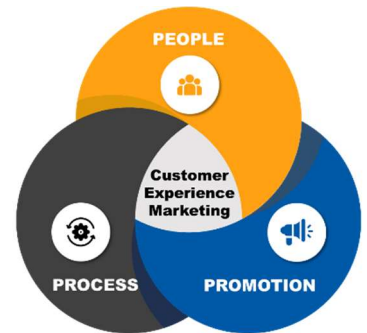 PEOPLE
Customer
Experience
Marketing
PROCESS
PROMOTION